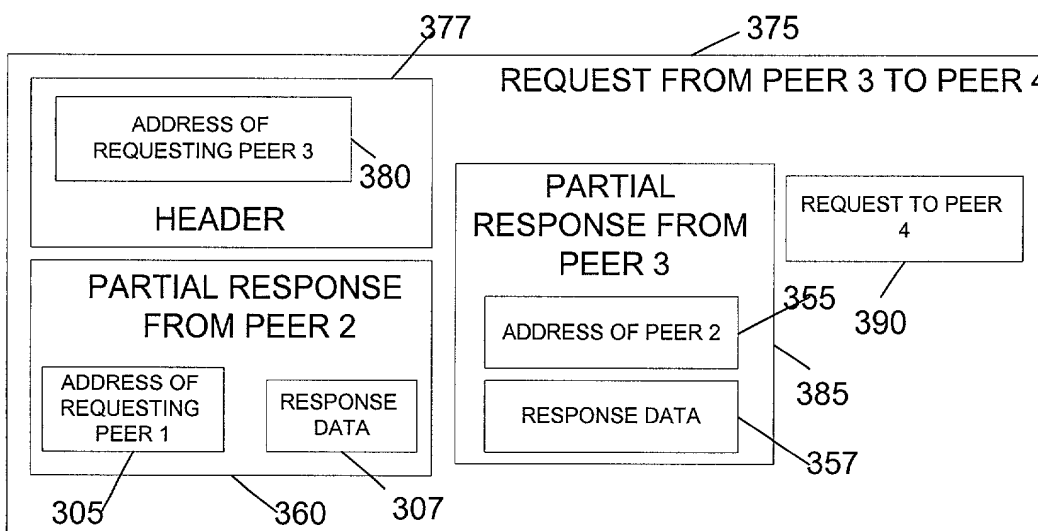 377
375
REQUEST FROM PEER 3 TO PEER 4
ADDRESS OF
REQUESTING PEER 3
380
HEADER
PARTIAL
RESPONSE FROM
PEER 3
REQUEST TO PEER
4
390
355
ADDRESS OF PEER 2
385
RESPONSE DATA
357
PARTIAL RESPONSE
FROM PEER 2
ADDRESS OF
REQUESTING
PEER 1
RESPONSE
DATA
305
360
307